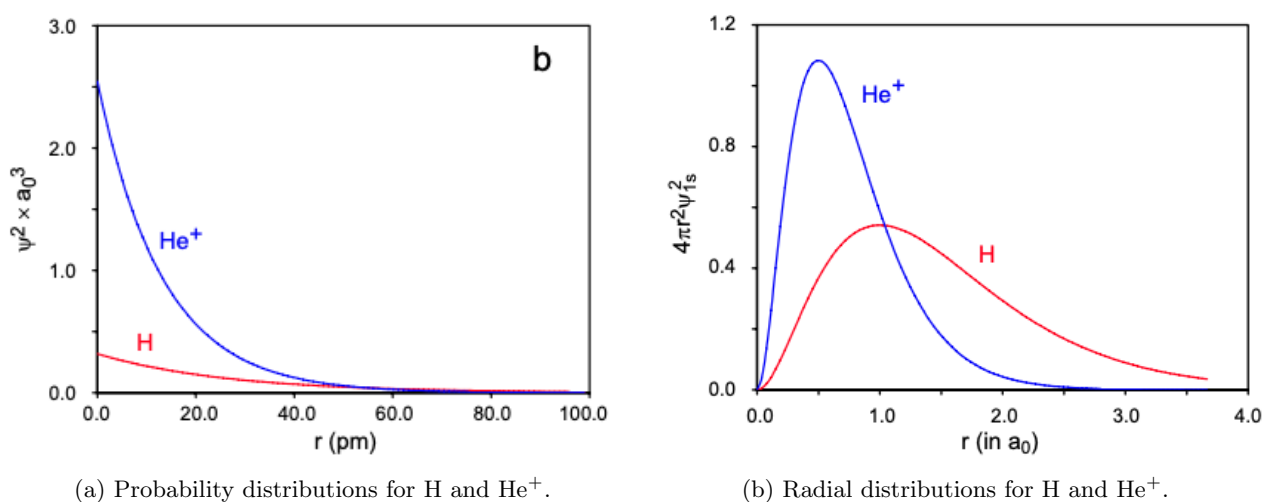 3.0
2.0
1.0
0.0
ψ² × a₀³
b
He⁺
H
0.0 20.0 40.0 60.0 80.0 100.0
r (pm)
(a) Probability distributions for H and He⁺.
1.2
0.8
0.4
0.0
4πr²ψ²₁ₛ
He⁺
H
0.0 1.0 2.0 3.0 4.0
r (in a₀)
(b) Radial distributions for H and He⁺.